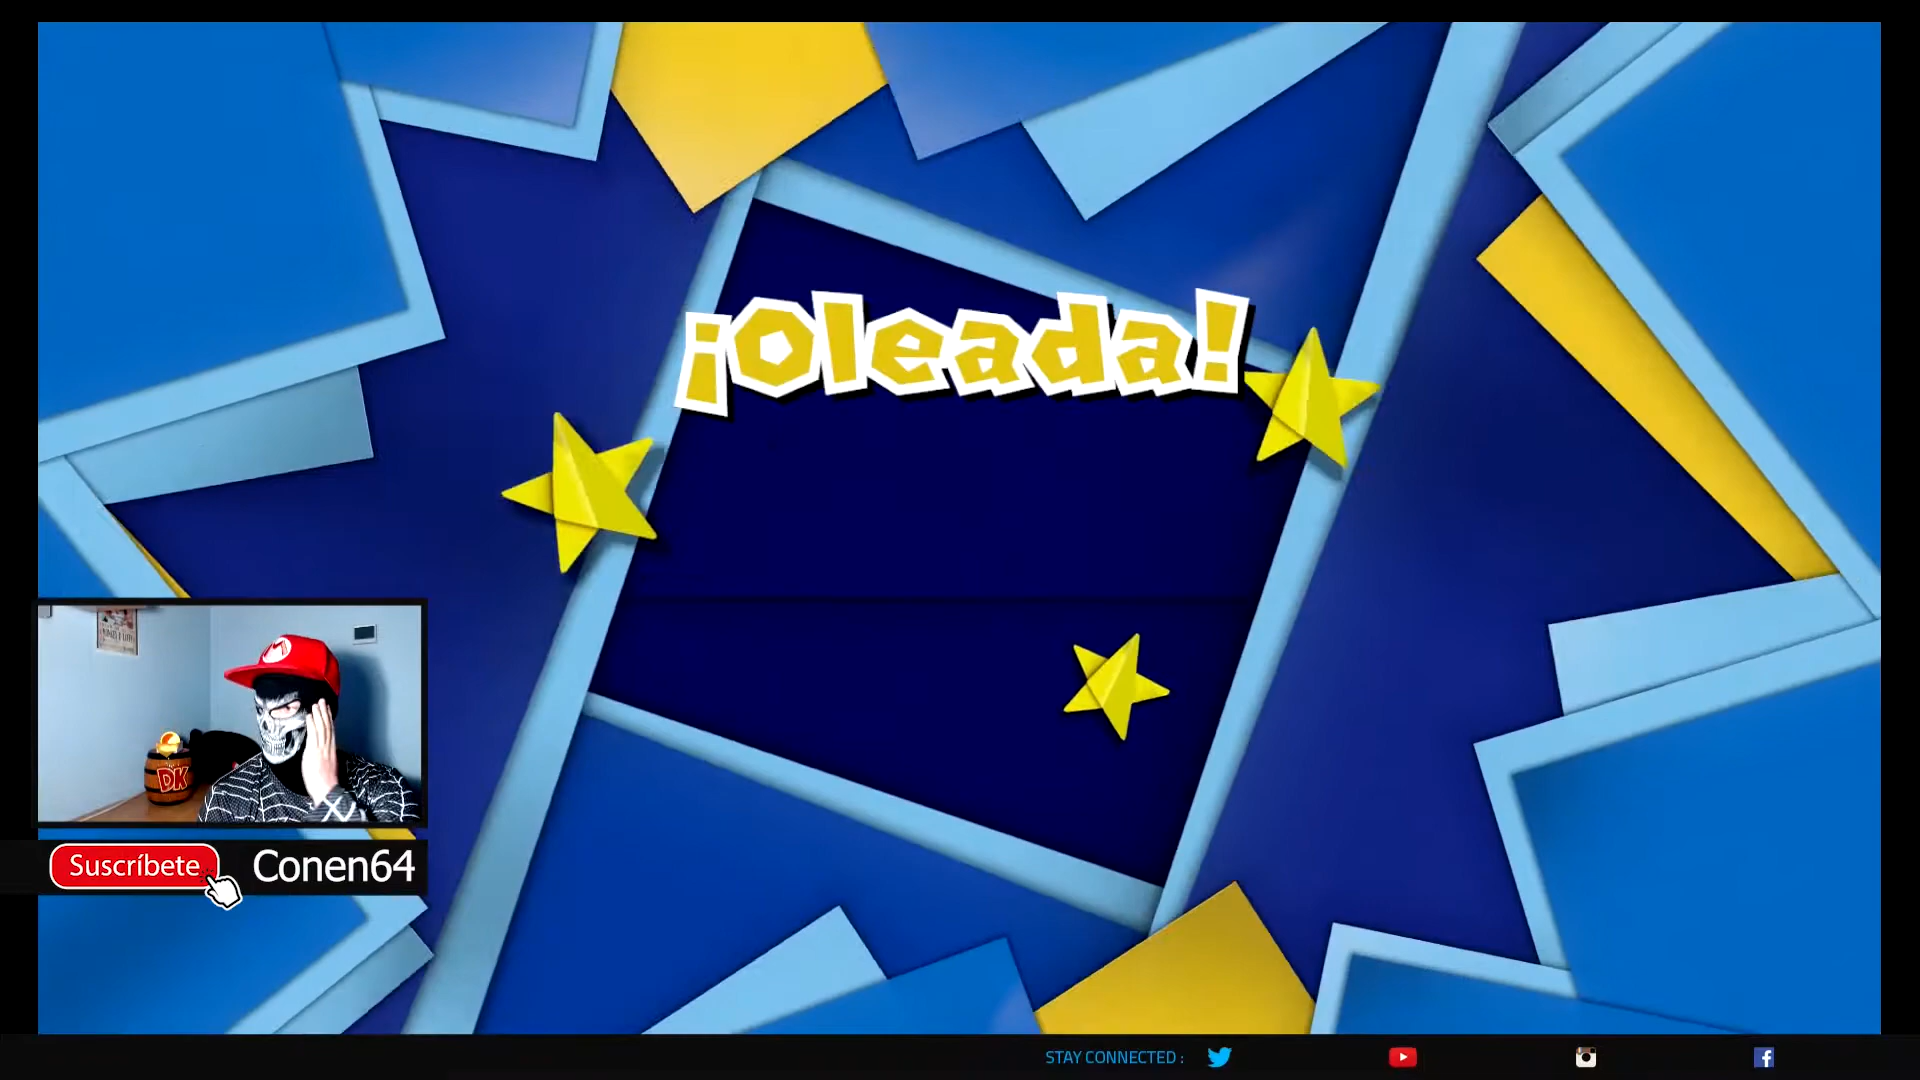 ¡Oleada!
DK
Suscríbete
Conen64
STAY CONNECTED :